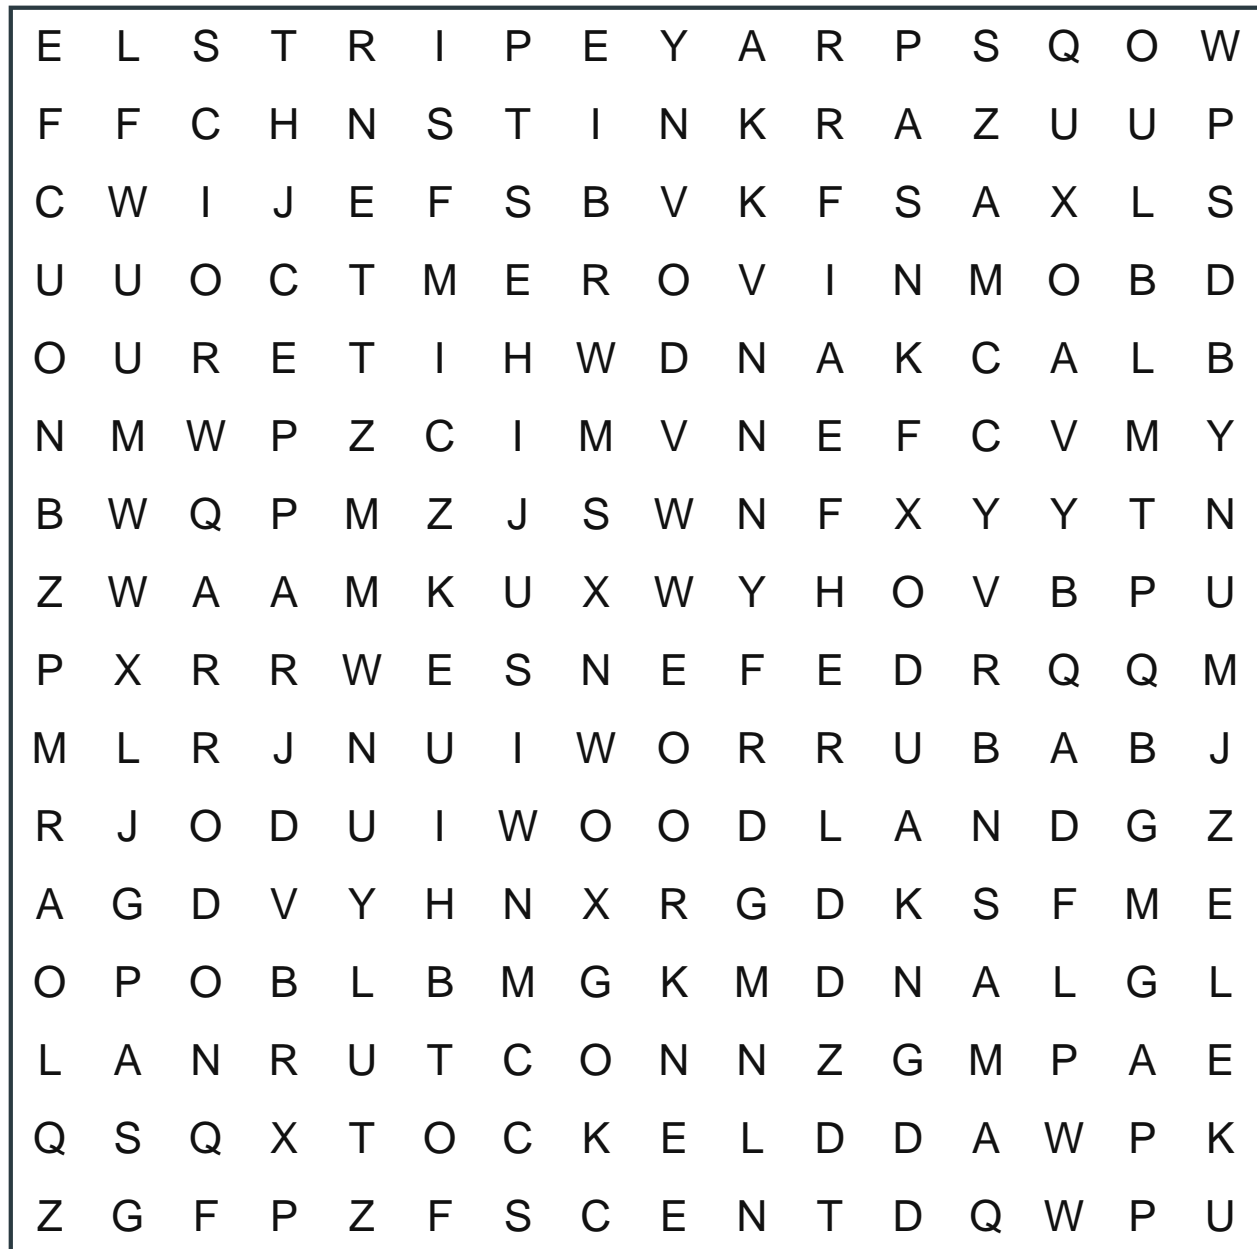 E L S T R I P E Y A R P S Q O W
F F C H N S T I N K R A Z U U P
C W I J E F S B V K F S A X L S
U U O C T M E R O V I N M O B D
O U R E T I H W D N A K C A L B
N M W P Z C I M V N E F C V M Y
B W Q P M Z J S W N F X Y Y T N
Z W A A M K U X W Y H O V B P U
P X R R W E S N E F E D R Q Q M
M L R J N U I W O R R U B A B J
R J O D U I W O O D L A N D G Z
A G D V Y H N X R G D K S F M E
O P O B L B M G K M D N A L G L
L A N R U T C O N N Z G M P A E
Q S Q X T O C K E L D D A W P K
Z G F P Z F S C E N T D Q W P U